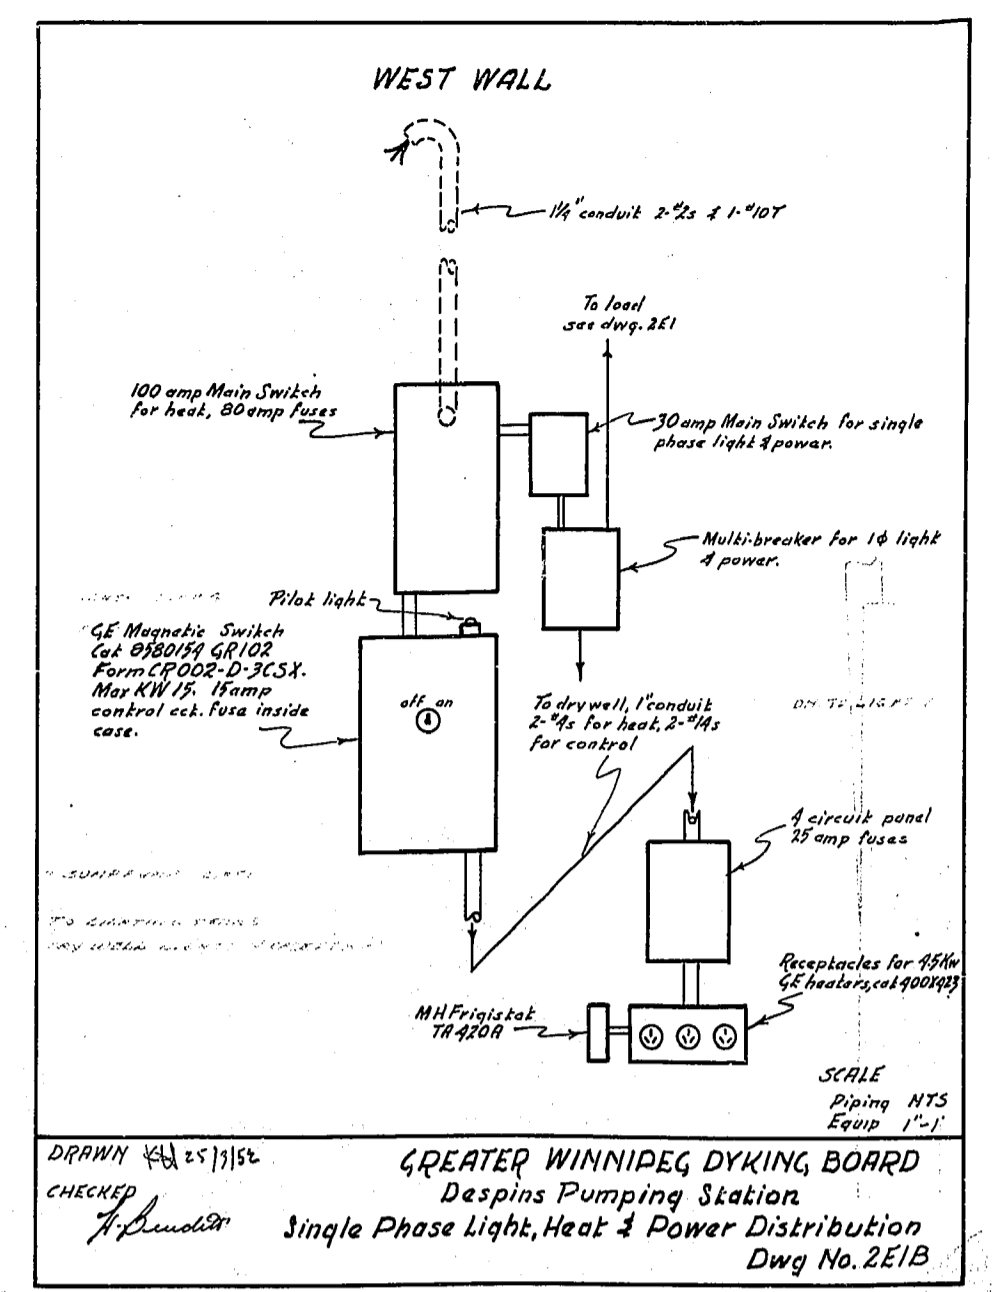 WEST WALL
1¼" conduit 2-#2s & 1-#10T
To load
see dwg. 2E1
100 amp Main Switch
for heat, 80 amp fuses
30 amp Main Switch for single
phase light & power.
Multi-breaker for 1φ light
& power.
Pilot light
GE Magnetic Switch
Cat 8580154 GR102
Form CR002-D-3CSX.
Max KW 15. 15 amp
control cct. fuse inside
case.
off on
To drywell, 1" conduit
2-#4s for heat, 2-#14s
for control
4 circuit panel
25 amp fuses
Receptacles for 4.5Kw
GE heaters, cat 400X423
MH Frigistat
TA420A
SCALE
Piping NTS
Equip 1"-1'
DRAWN KW 25/3/52
CHECKED
GREATER WINNIPEG DYKING BOARD
Despins Pumping Station
Single Phase Light, Heat & Power Distribution
Dwg No. 2E1B